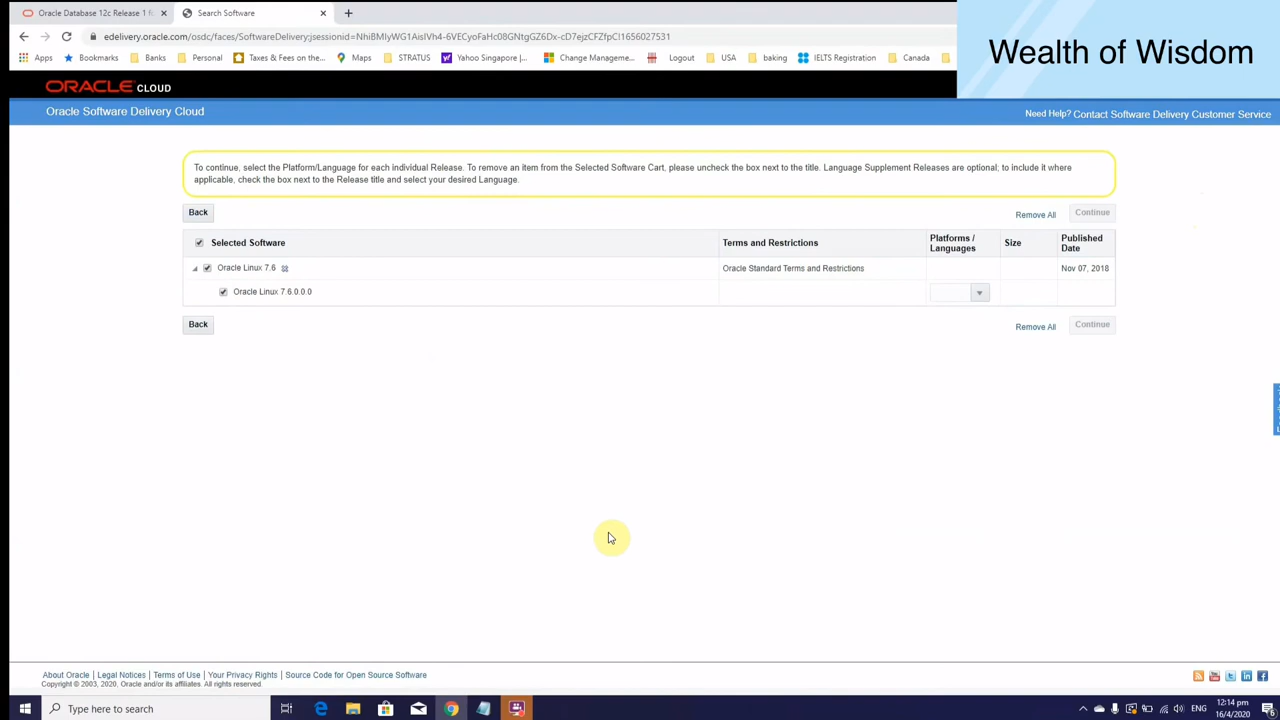 Oracle Database 12c Release 1 f
Search Software
Wealth of Wisdom
edelivery.oracle.com/osdc/faces/SoftwareDelivery;jsessionid=NhiBMIyWG1AisIVh4-6VECyoFaHc08GNtgGZ6Dx-cD7ejzCFZfpCl1656027531
Apps Bookmarks Banks Personal Taxes & Fees on the... Maps STRATUS Yahoo Singapore |... Change Manageme... Logout USA baking IELTS Registration Canada
ORACLE CLOUD
Oracle Software Delivery Cloud
Need Help? Contact Software Delivery Customer Service
To continue, select the Platform/Language for each individual Release. To remove an item from the Selected Software Cart, please uncheck the box next to the title. Language Supplement Releases are optional; to include it where
applicable, check the box next to the Release title and select your desired Language.
Back Remove All Continue
Selected Software Terms and Restrictions Platforms / Languages Size Published Date
Oracle Linux 7.6 Oracle Standard Terms and Restrictions Nov 07, 2018
Oracle Linux 7.6.0.0.0
Back Remove All Continue
About Oracle | Legal Notices | Terms of Use | Your Privacy Rights | Source Code for Open Source Software
Copyright © 2003, 2020, Oracle and/or its affiliates. All rights reserved.
Type here to search
ENG
12:14 pm
16/4/2020
6